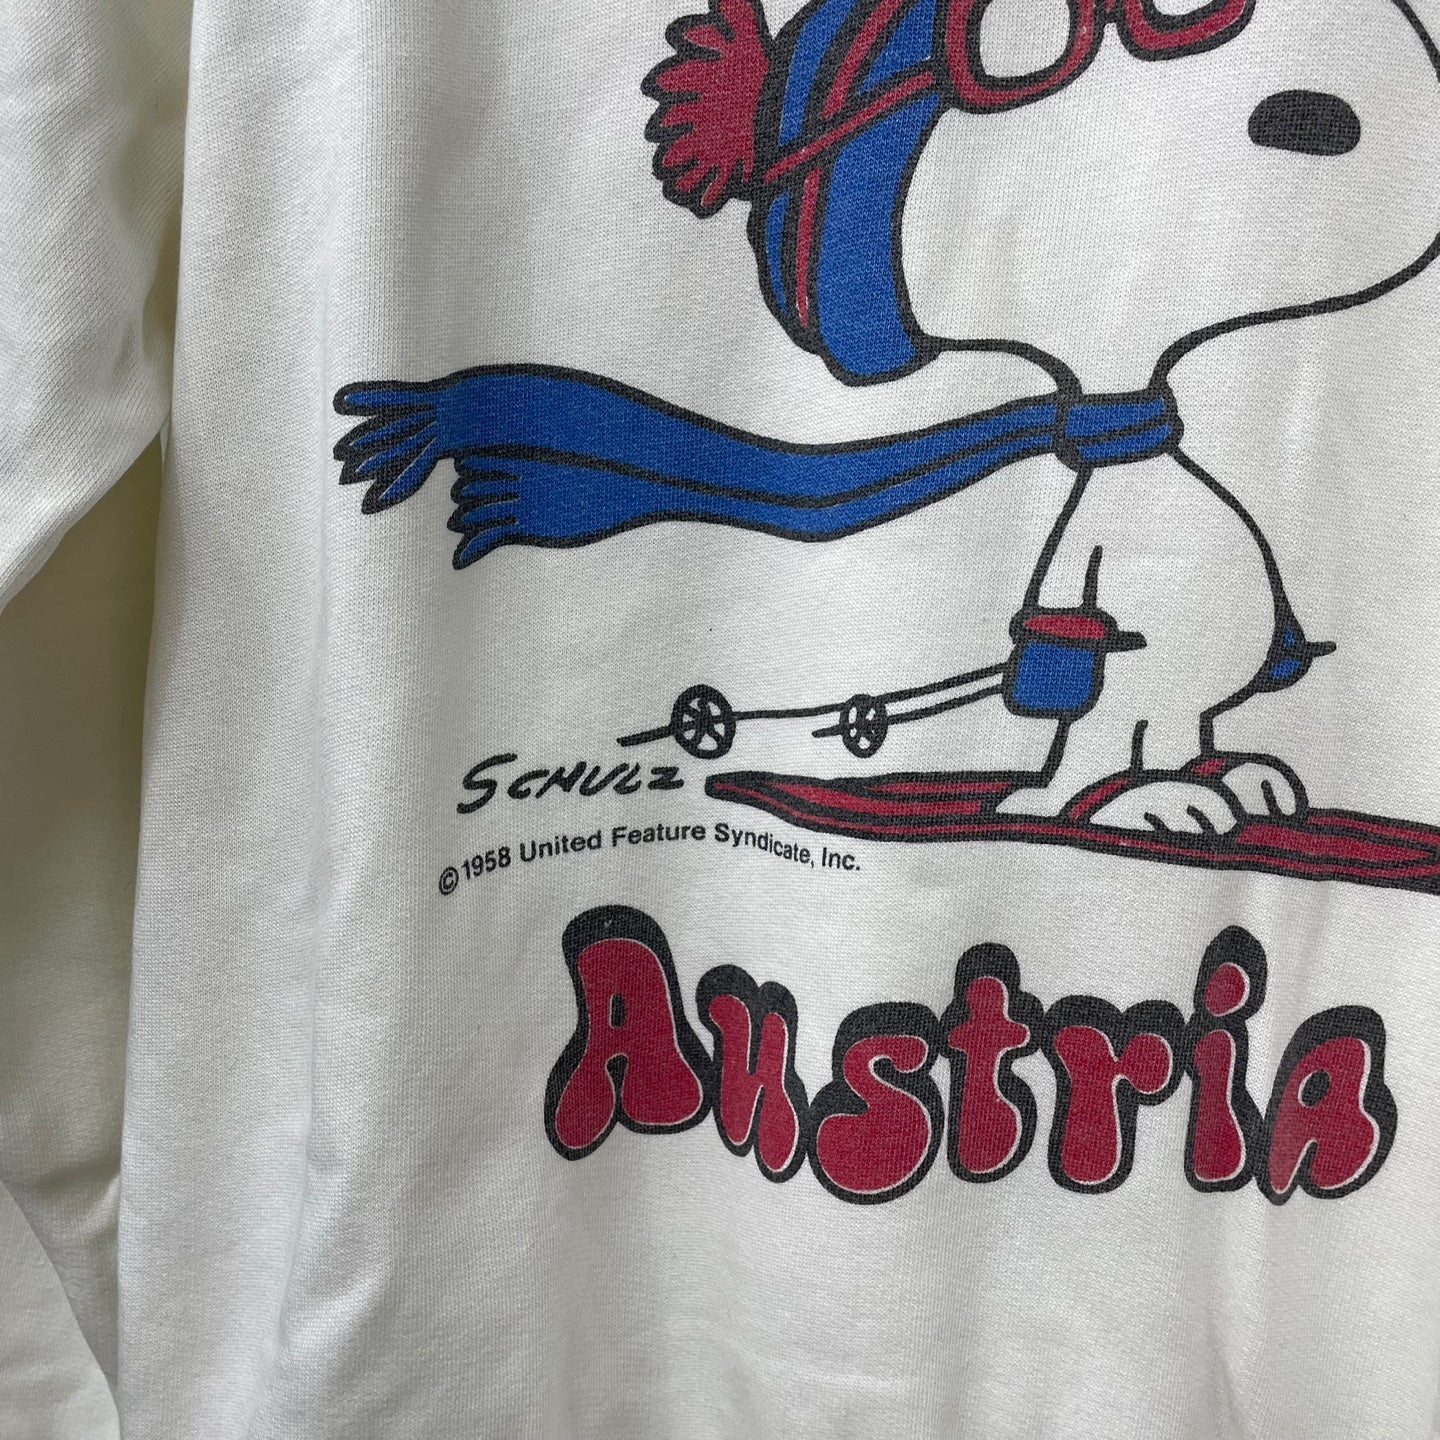 SCHULZ
© 1958 United Feature Syndicate, Inc.
Austria